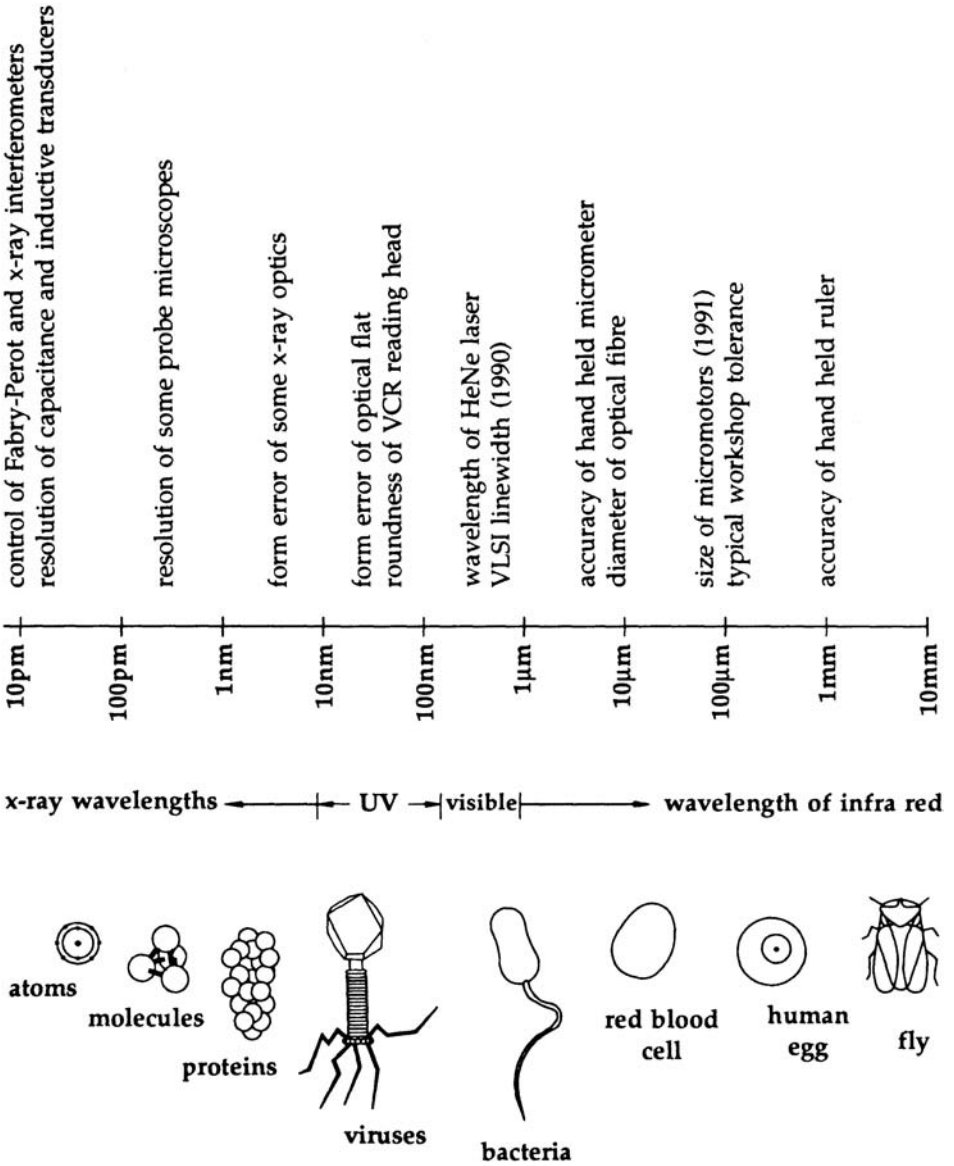 control of Fabry-Perot and x-ray interferometers
resolution of capacitance and inductive transducers
resolution of some probe microscopes
form error of some x-ray optics
form error of optical flat
roundness of VCR reading head
wavelength of HeNe laser
VLSI linewidth (1990)
accuracy of hand held micrometer
diameter of optical fibre
size of micromotors (1991)
typical workshop tolerance
accuracy of hand held ruler
10pm
100pm
1nm
10nm
100nm
1μm
10μm
100μm
1mm
10mm
x-ray wavelengths
UV
visible
wavelength of infra red
atoms
molecules
proteins
viruses
bacteria
red blood
cell
human
egg
fly